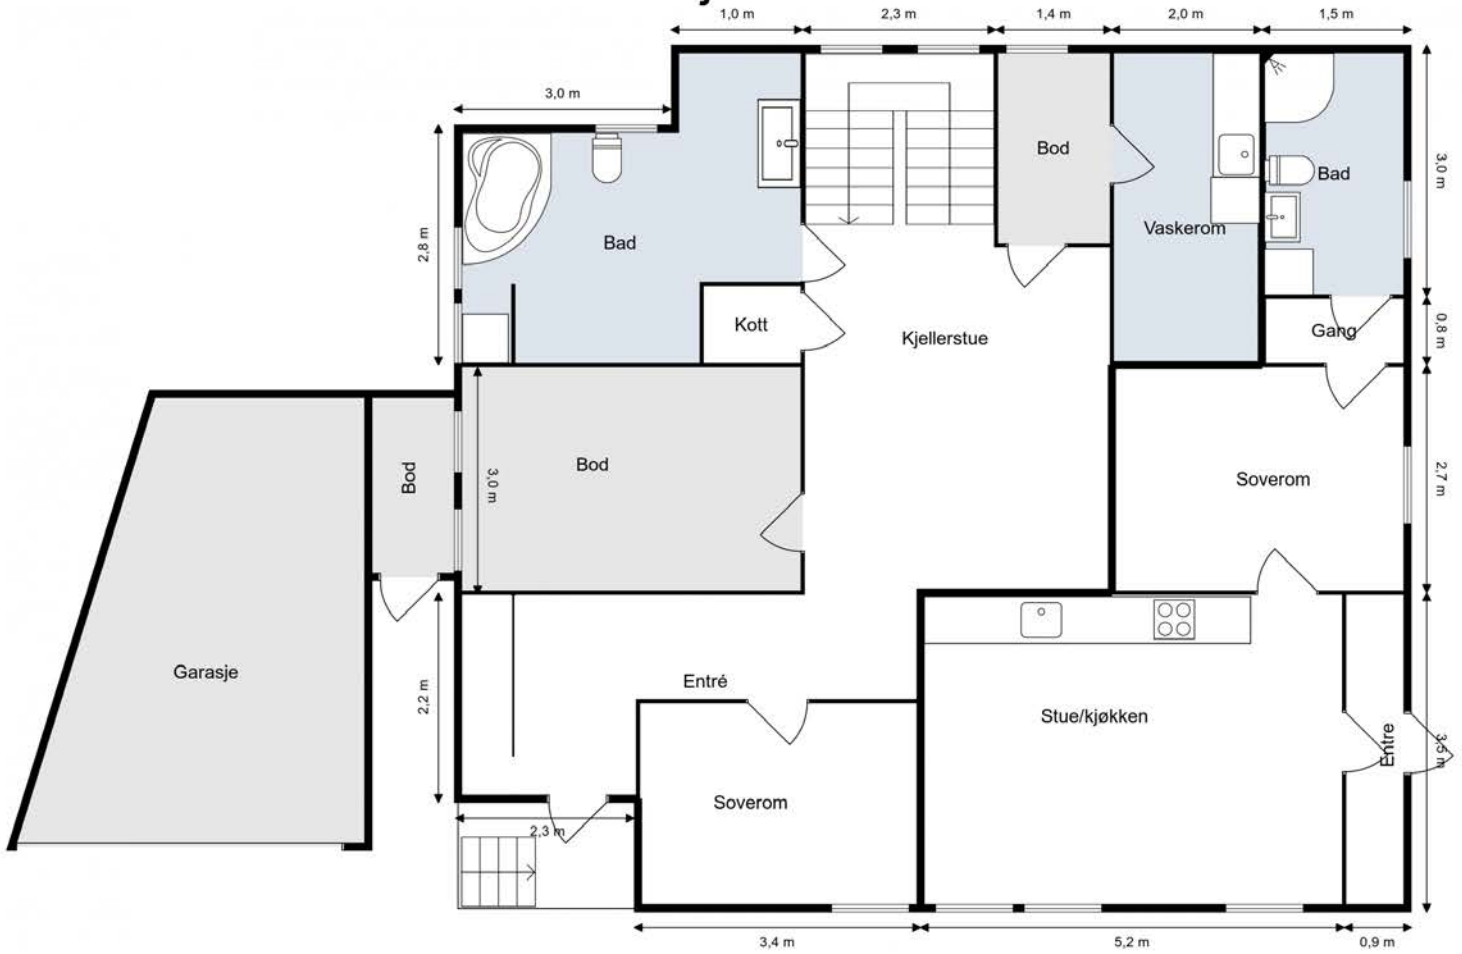 1,0 m
2,3 m
1,4 m
2,0 m
1,5 m
3,0 m
Bod
3,0 m
Bad
Vaskerom
2,8 m
Bad
Kott
Gang
0,8 m
Kjellerstue
Bod
Bod
3,0 m
Soverom
2,7 m
Garasje
2,2 m
Entré
Stue/kjøkken
Entre
3,5 m
Soverom
2,3 m
3,4 m
5,2 m
0,9 m